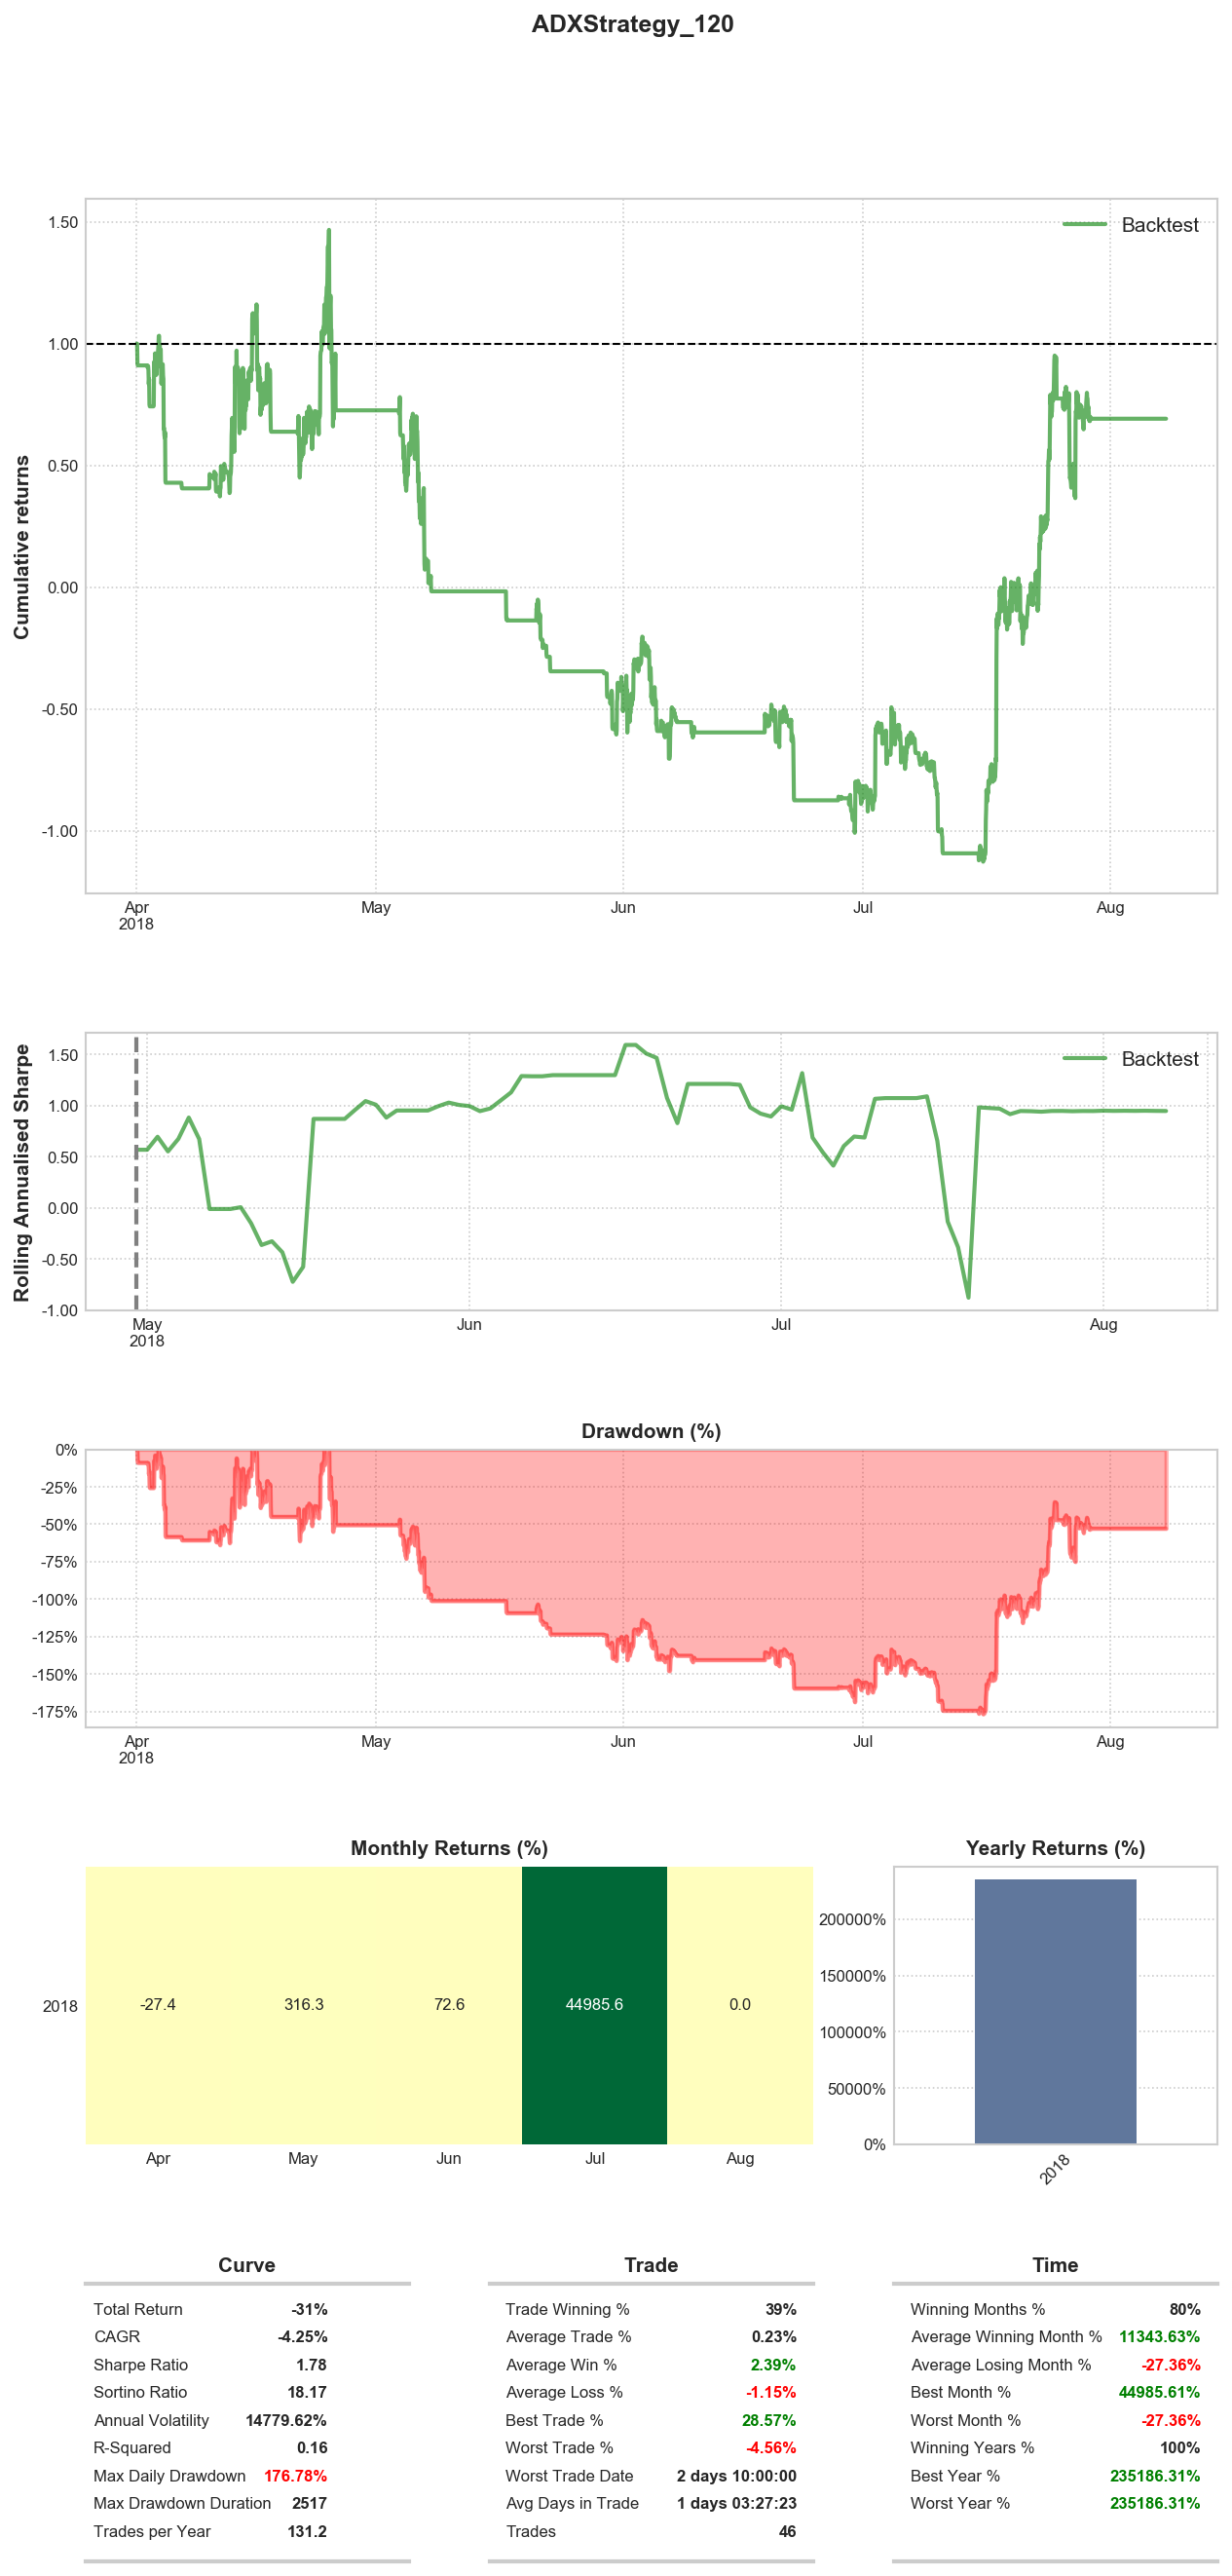 ADXStrategy_120
Cumulative returns
1.50
1.00
0.50
0.00
-0.50
-1.00
Backtest
Apr
2018
May
Jun
Jul
Aug
Rolling Annualised Sharpe
1.50
1.00
0.50
0.00
-0.50
-1.00
Backtest
May
2018
Jun
Jul
Aug
Drawdown (%)
0%
-25%
-50%
-75%
-100%
-125%
-150%
-175%
Apr
2018
May
Jun
Jul
Aug
Monthly Returns (%)
2018
-27.4 316.3 72.6 44985.6 0.0
Apr May Jun Jul Aug
Yearly Returns (%)
200000%
150000%
100000%
50000%
0%
2018
Curve
Total Return -31%
CAGR -4.25%
Sharpe Ratio 1.78
Sortino Ratio 18.17
Annual Volatility 14779.62%
R-Squared 0.16
Max Daily Drawdown 176.78%
Max Drawdown Duration 2517
Trades per Year 131.2
Trade
Trade Winning % 39%
Average Trade % 0.23%
Average Win % 2.39%
Average Loss % -1.15%
Best Trade % 28.57%
Worst Trade % -4.56%
Worst Trade Date 2 days 10:00:00
Avg Days in Trade 1 days 03:27:23
Trades 46
Time
Winning Months % 80%
Average Winning Month % 11343.63%
Average Losing Month % -27.36%
Best Month % 44985.61%
Worst Month % -27.36%
Winning Years % 100%
Best Year % 235186.31%
Worst Year % 235186.31%